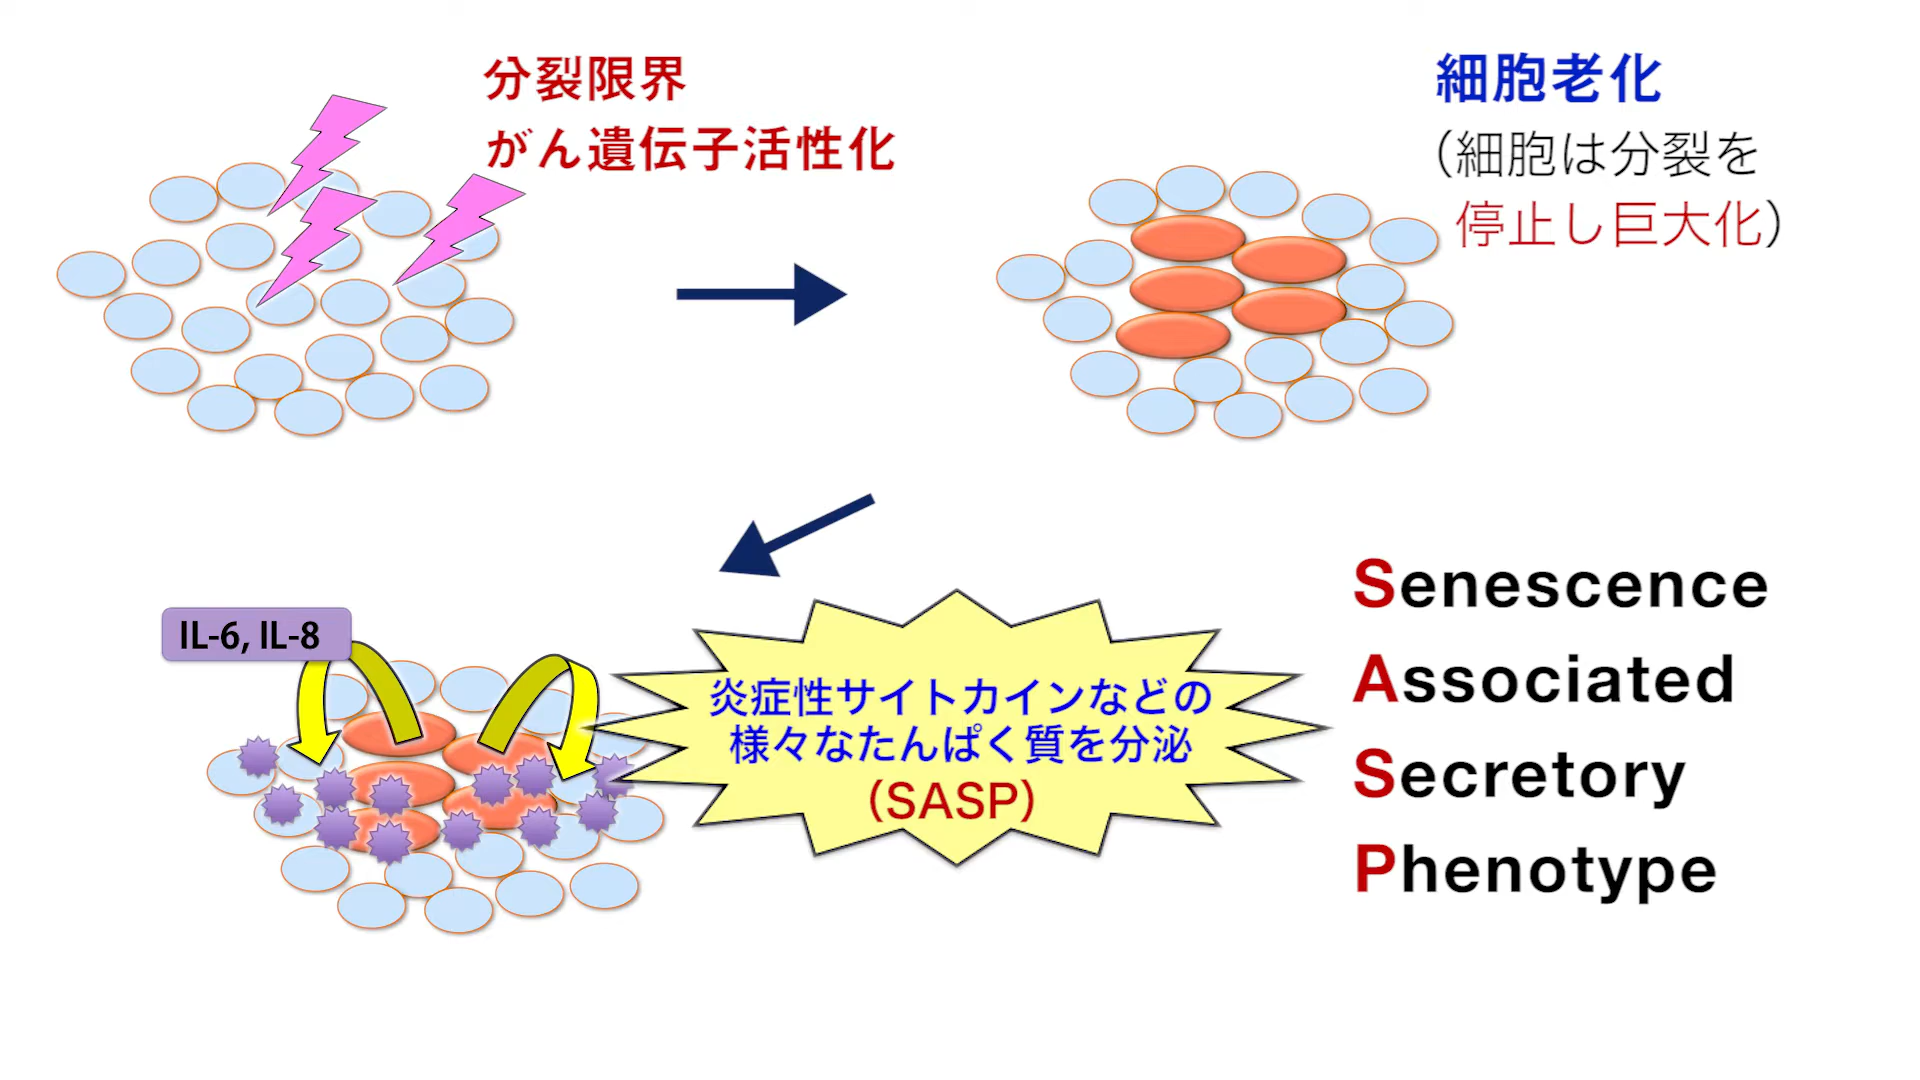 分裂限界
がん遺伝子活性化
細胞老化
（細胞は分裂を
停止し巨大化）
IL-6, IL-8
炎症性サイトカインなどの
様々なたんぱく質を分泌
（SASP）
Senescence
Associated
Secretory
Phenotype